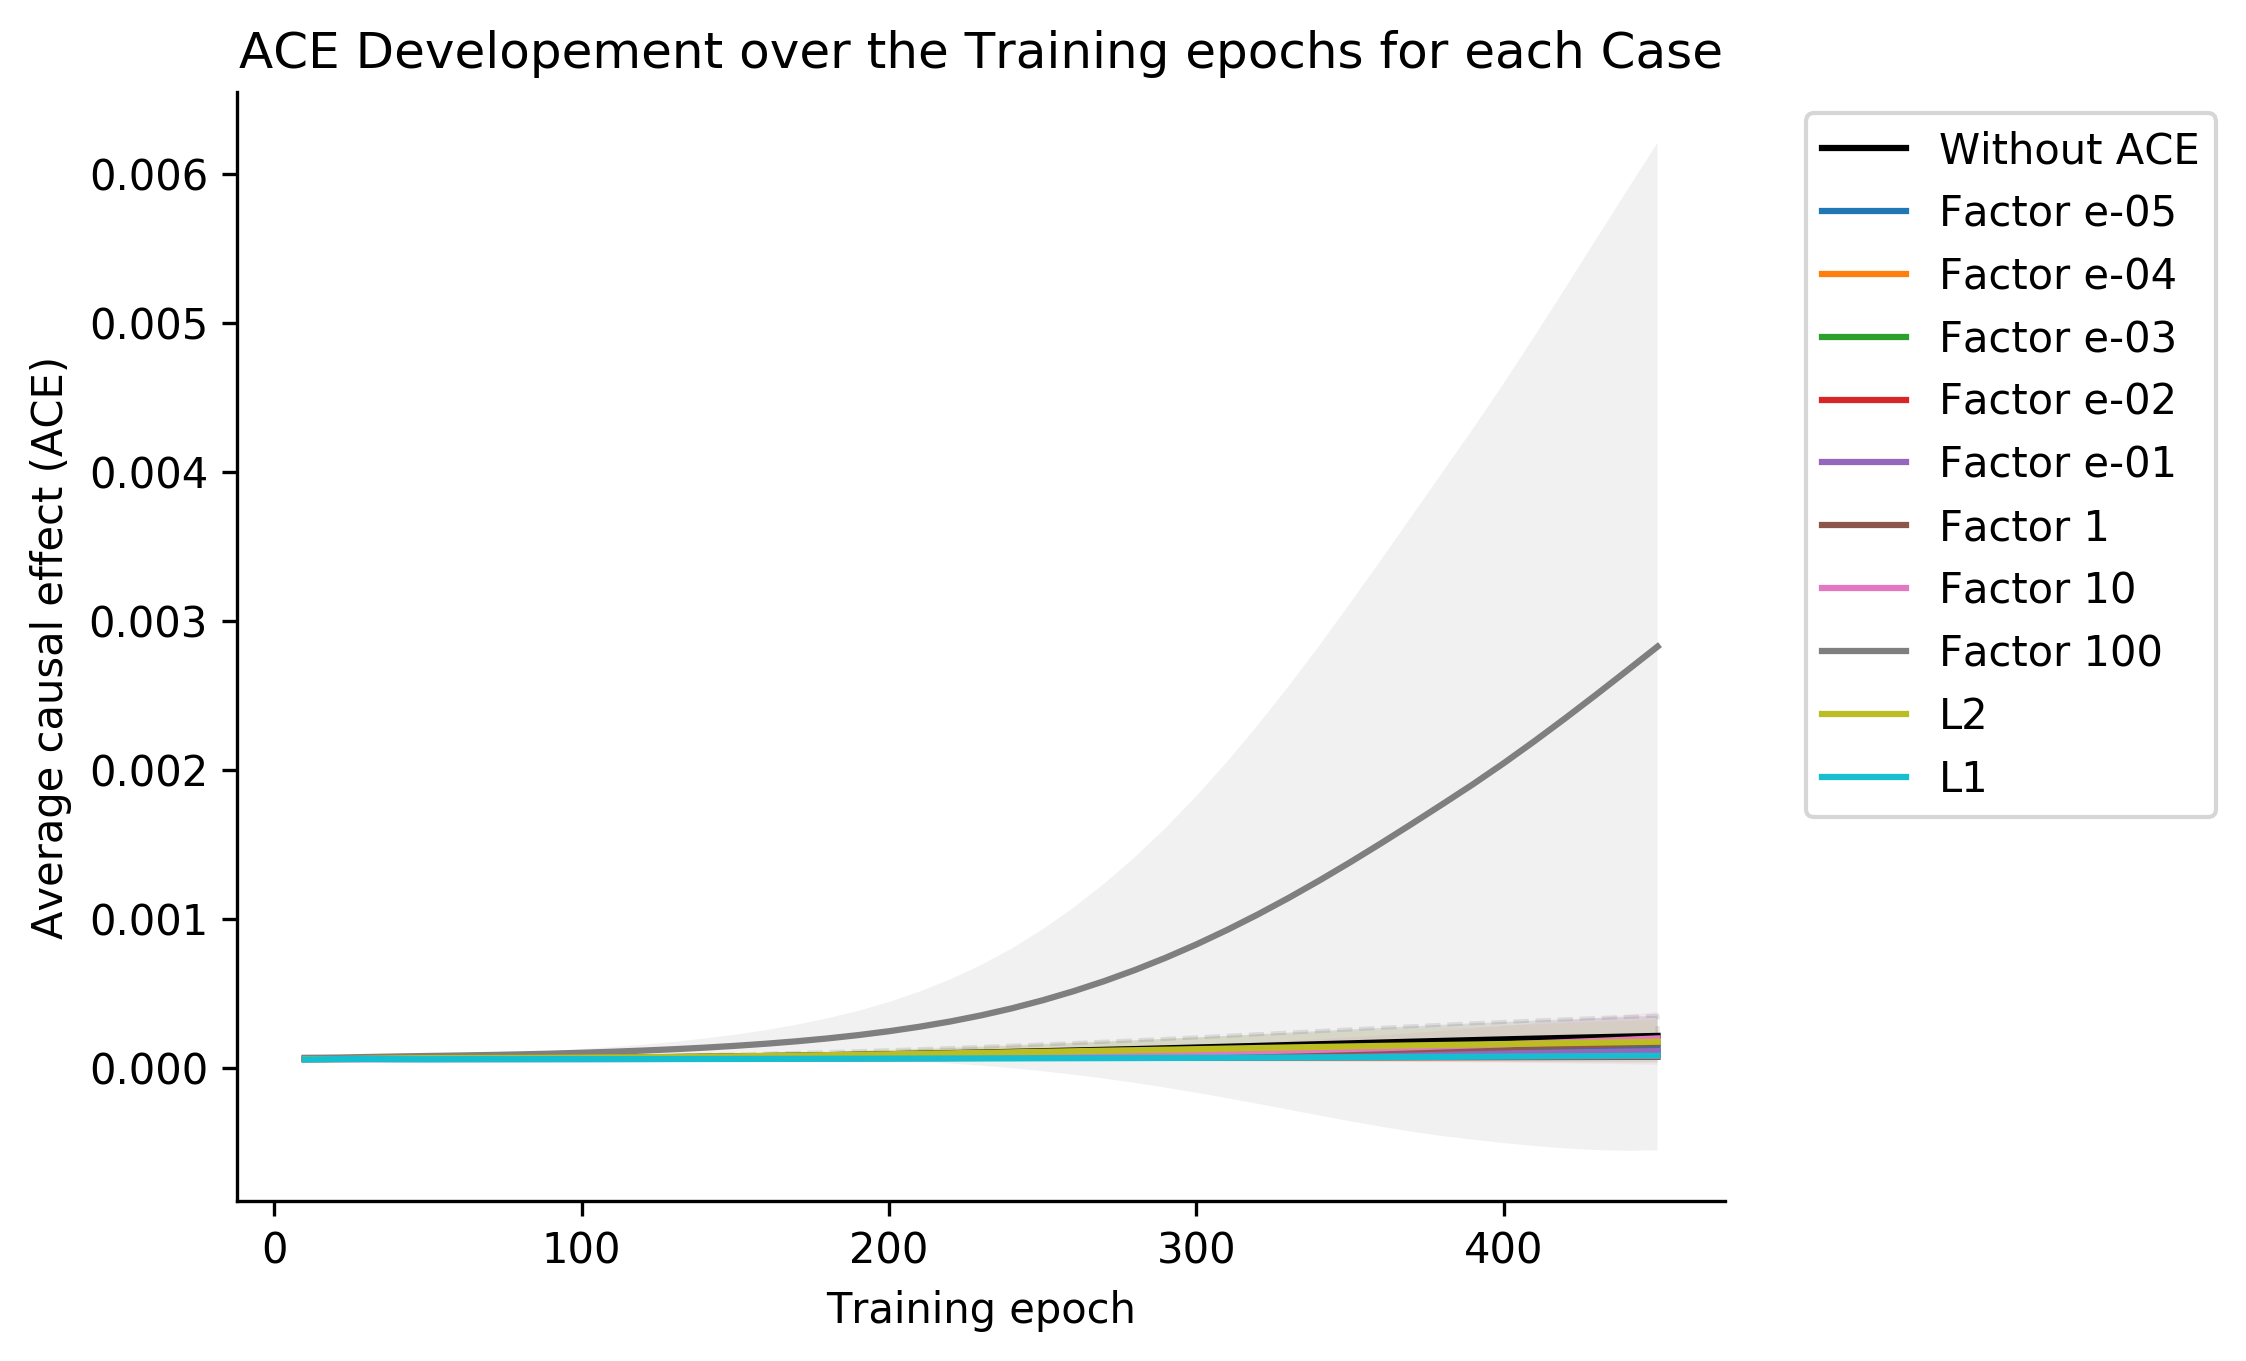 ACE Developement over the Training epochs for each Case
Average causal effect (ACE)
0.006
0.005
0.004
0.003
0.002
0.001
0.000
0
100
200
300
400
Training epoch
Without ACE
Factor e-05
Factor e-04
Factor e-03
Factor e-02
Factor e-01
Factor 1
Factor 10
Factor 100
L2
L1